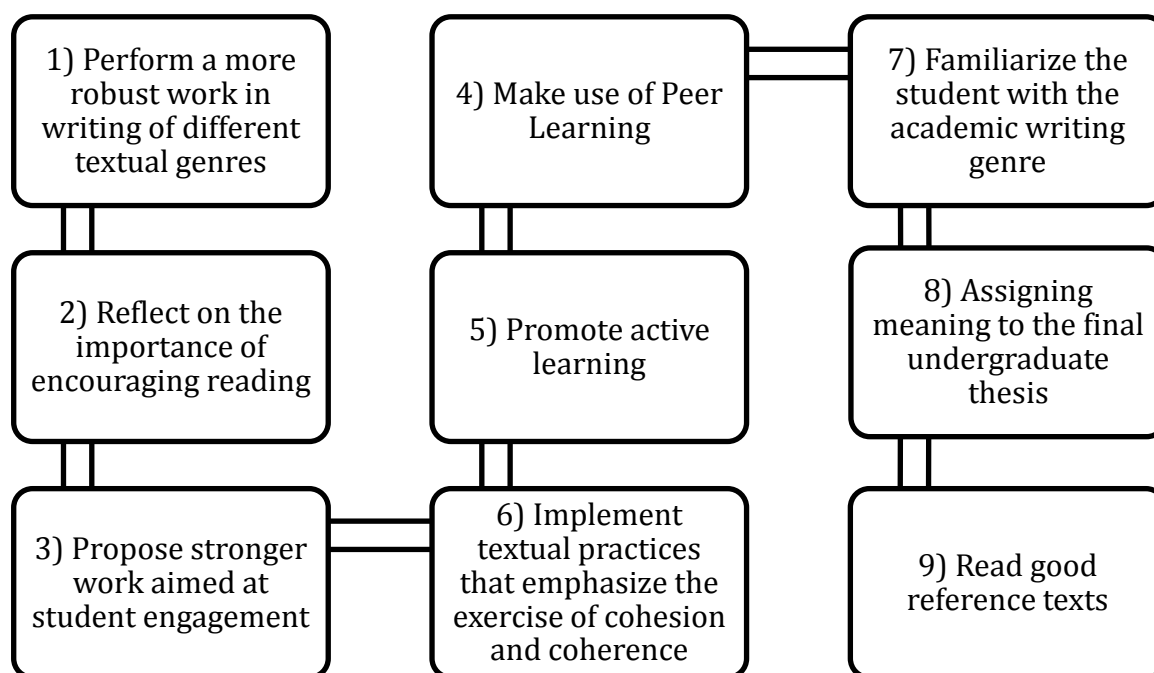 1) Perform a more
robust work in
writing of different
textual genres
2) Reflect on the
importance of
encouraging reading
3) Propose stronger
work aimed at
student engagement
4) Make use of Peer
Learning
5) Promote active
learning
6) Implement
textual practices
that emphasize the
exercise of cohesion
and coherence
7) Familiarize the
student with the
academic writing
genre
8) Assigning
meaning to the final
undergraduate
thesis
9) Read good
reference texts